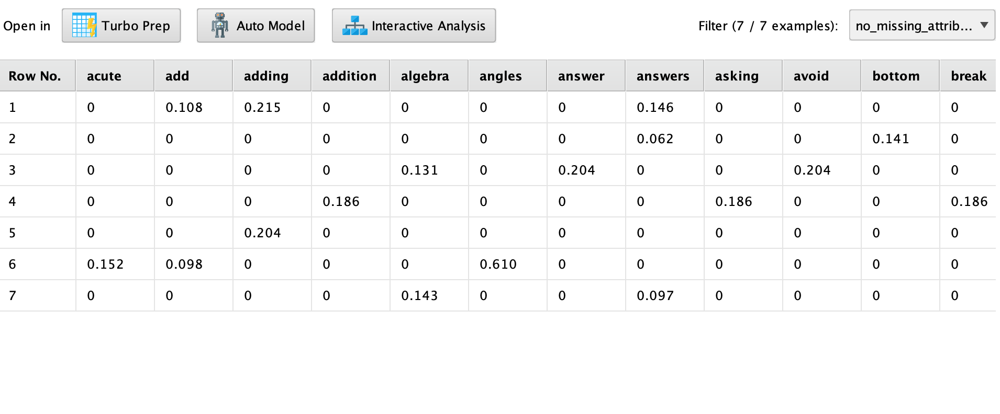 Open in Turbo Prep Auto Model Interactive Analysis Filter (7 / 7 examples): no_missing_attrib...
Row No. acute add adding addition algebra angles answer answers asking avoid bottom break
1 0 0.108 0.215 0 0 0 0 0.146 0 0 0 0
2 0 0 0 0 0 0 0 0.062 0 0 0.141 0
3 0 0 0 0 0.131 0 0.204 0 0 0.204 0 0
4 0 0 0 0.186 0 0 0 0 0.186 0 0 0.186
5 0 0 0.204 0 0 0 0 0 0 0 0 0
6 0.152 0.098 0 0 0 0.610 0 0 0 0 0 0
7 0 0 0 0 0.143 0 0 0.097 0 0 0 0